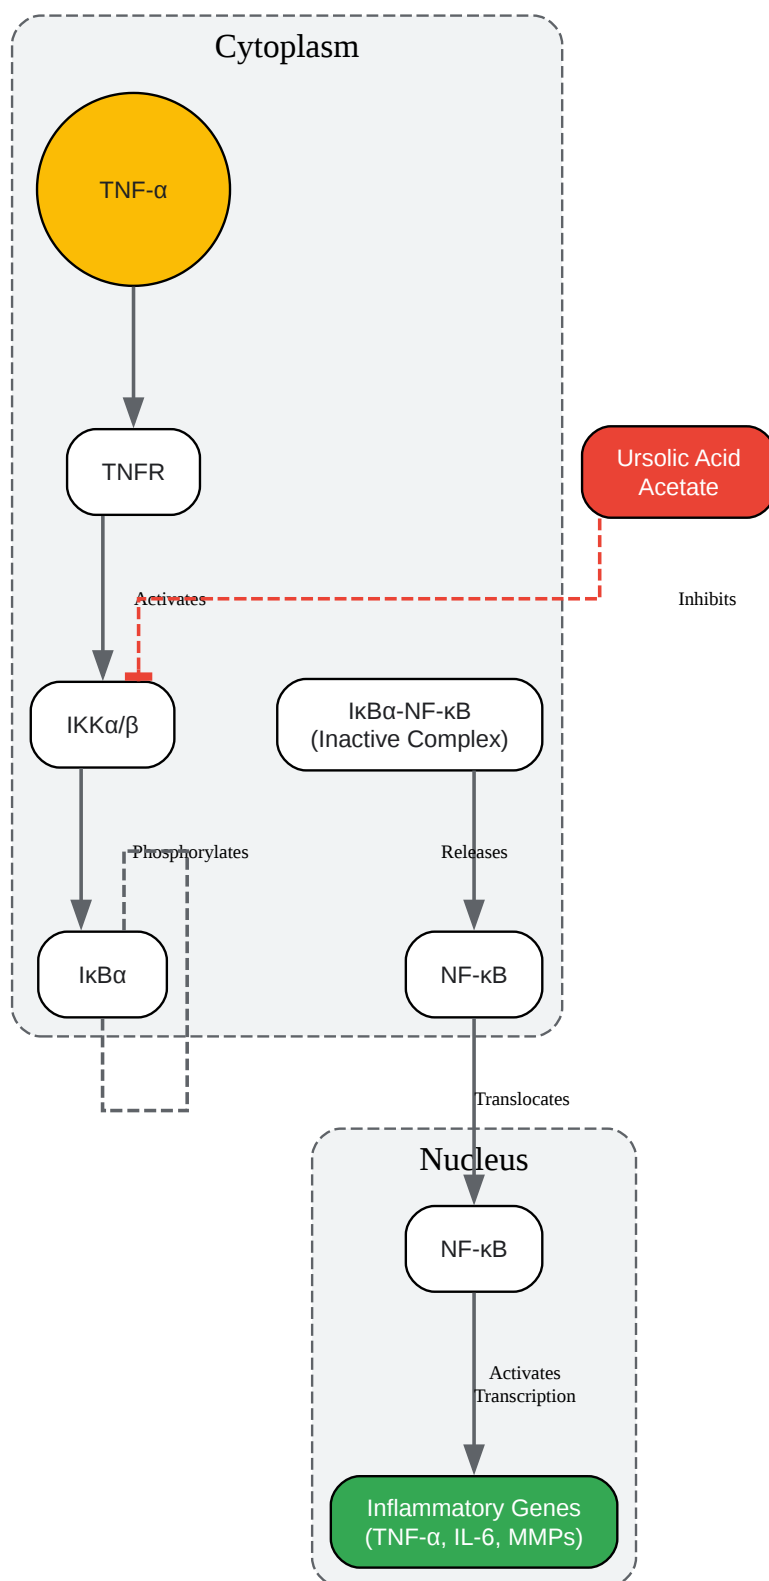 Cytoplasm
TNF-α
TNFR
Ursolic Acid
Acetate
Activates
Inhibits
IKKα/β
IκBα-NF-κB
(Inactive Complex)
Phosphorylates
Releases
IκBα
NF-κB
Translocates
Nucleus
NF-κB
Activates
Transcription
Inflammatory Genes
(TNF-α, IL-6, MMPs)